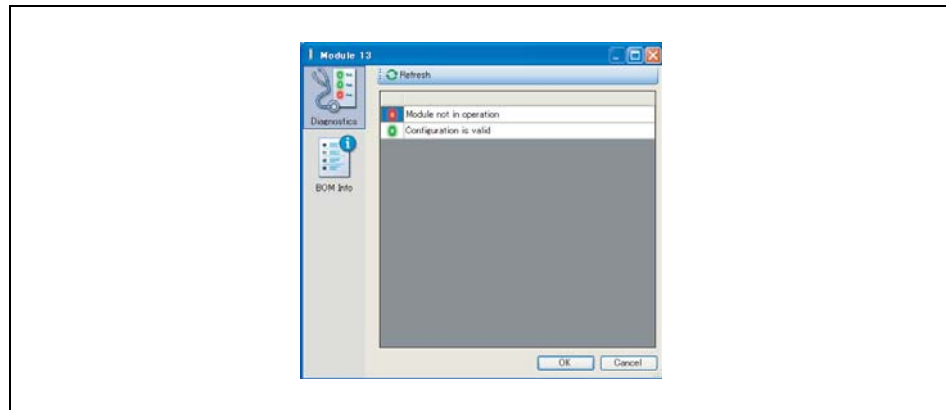 Module 13
Refresh
Diagnostics
Module not in operation
Configuration is valid
BOM Info
OK
Cancel